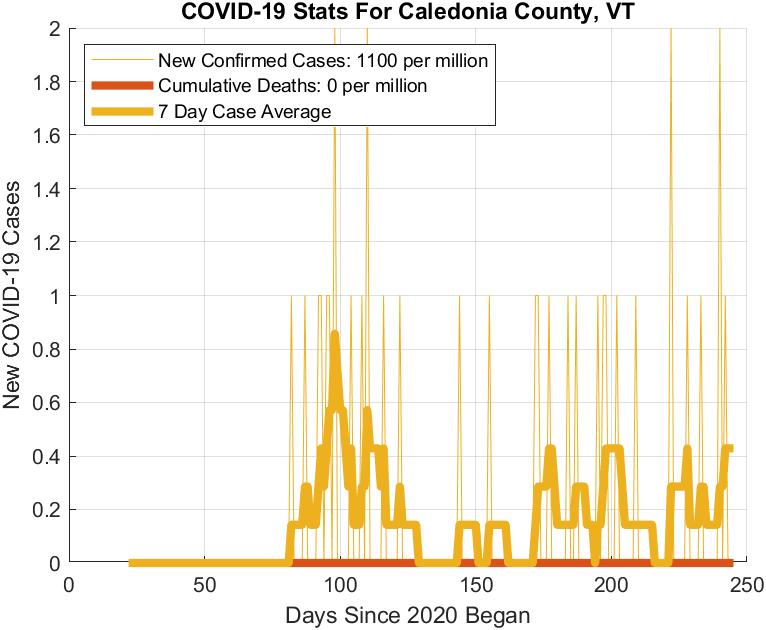 COVID-19 Stats For Caledonia County, VT
2
1.8
1.6
1.4
1.2
1
0.8
0.6
0.4
0.2
0
New COVID-19 Cases
New Confirmed Cases: 1100 per million
Cumulative Deaths: 0 per million
7 Day Case Average
0 50 100 150 200 250
Days Since 2020 Began